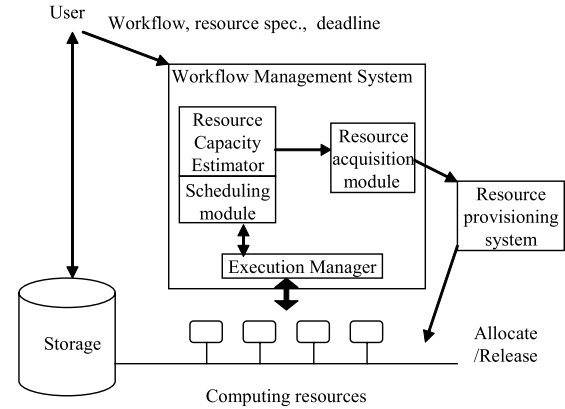 User
Workflow, resource spec., deadline
Workflow Management System
Resource
Capacity
Estimator
Scheduling
module
Resource
acquisition
module
Resource
provisioning
system
Execution Manager
Storage
Allocate
/Release
Computing resources